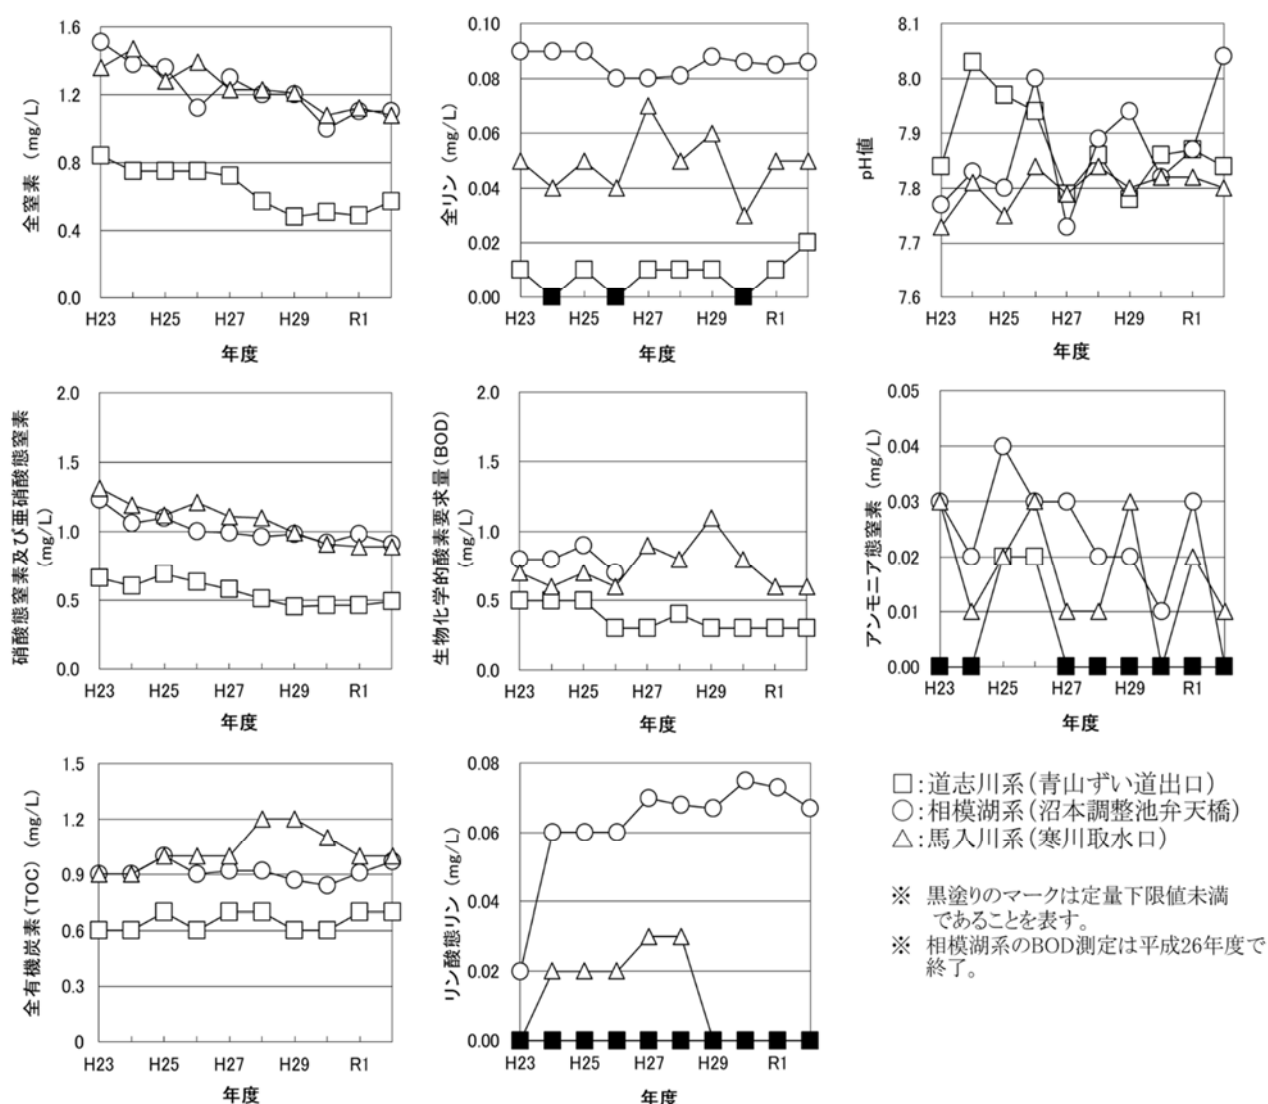 全窒素 (mg/L)
1.6
1.2
0.8
0.4
0.0
H23 H25 H27 H29 R1
年度
全リン (mg/L)
0.10
0.08
0.06
0.04
0.02
0.00
H23 H25 H27 H29 R1
年度
pH値
8.1
8.0
7.9
7.8
7.7
7.6
H23 H25 H27 H29 R1
年度
硝酸態窒素及び亜硝酸態窒素
(mg/L)
2.0
1.5
1.0
0.5
0.0
H23 H25 H27 H29 R1
年度
生物化学的酸素要求量(BOD)
(mg/L)
2.0
1.5
1.0
0.5
0.0
H23 H25 H27 H29 R1
年度
アンモニア態窒素 (mg/L)
0.05
0.04
0.03
0.02
0.01
0.00
H23 H25 H27 H29 R1
年度
全有機炭素(TOC) (mg/L)
1.5
1.2
0.9
0.6
0.3
0
H23 H25 H27 H29 R1
年度
リン酸態リン (mg/L)
0.08
0.06
0.04
0.02
0.00
H23 H25 H27 H29 R1
年度
□:道志川系(青山ずい道出口)
○:相模湖系(沼本調整池弁天橋)
△:馬入川系(寒川取水口)
※ 黒塗りのマークは定量下限値未満
であることを表す。
※ 相模湖系のBOD測定は平成26年度で
終了。